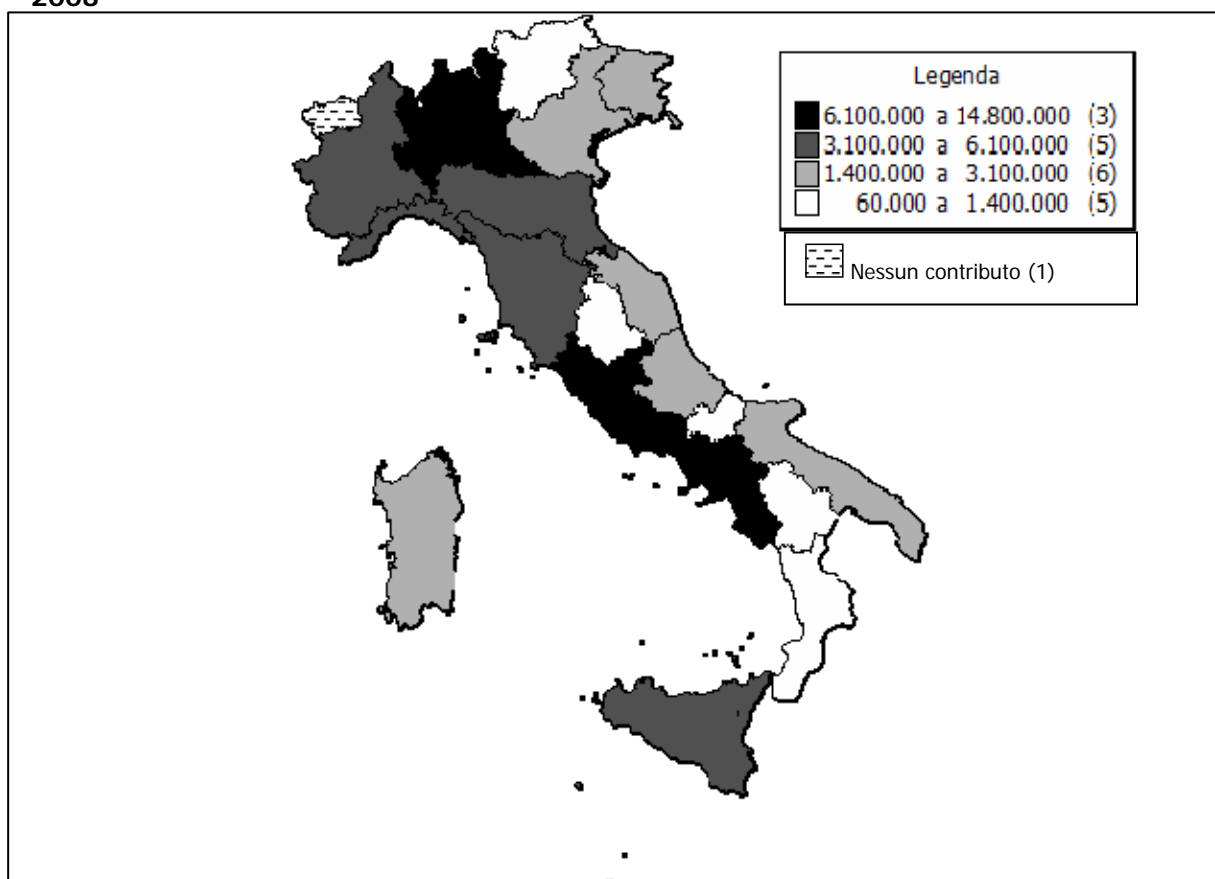 2008
Legenda
6.100.000 a 14.800.000 (3)
3.100.000 a 6.100.000 (5)
1.400.000 a 3.100.000 (6)
60.000 a 1.400.000 (5)
Nessun contributo (1)